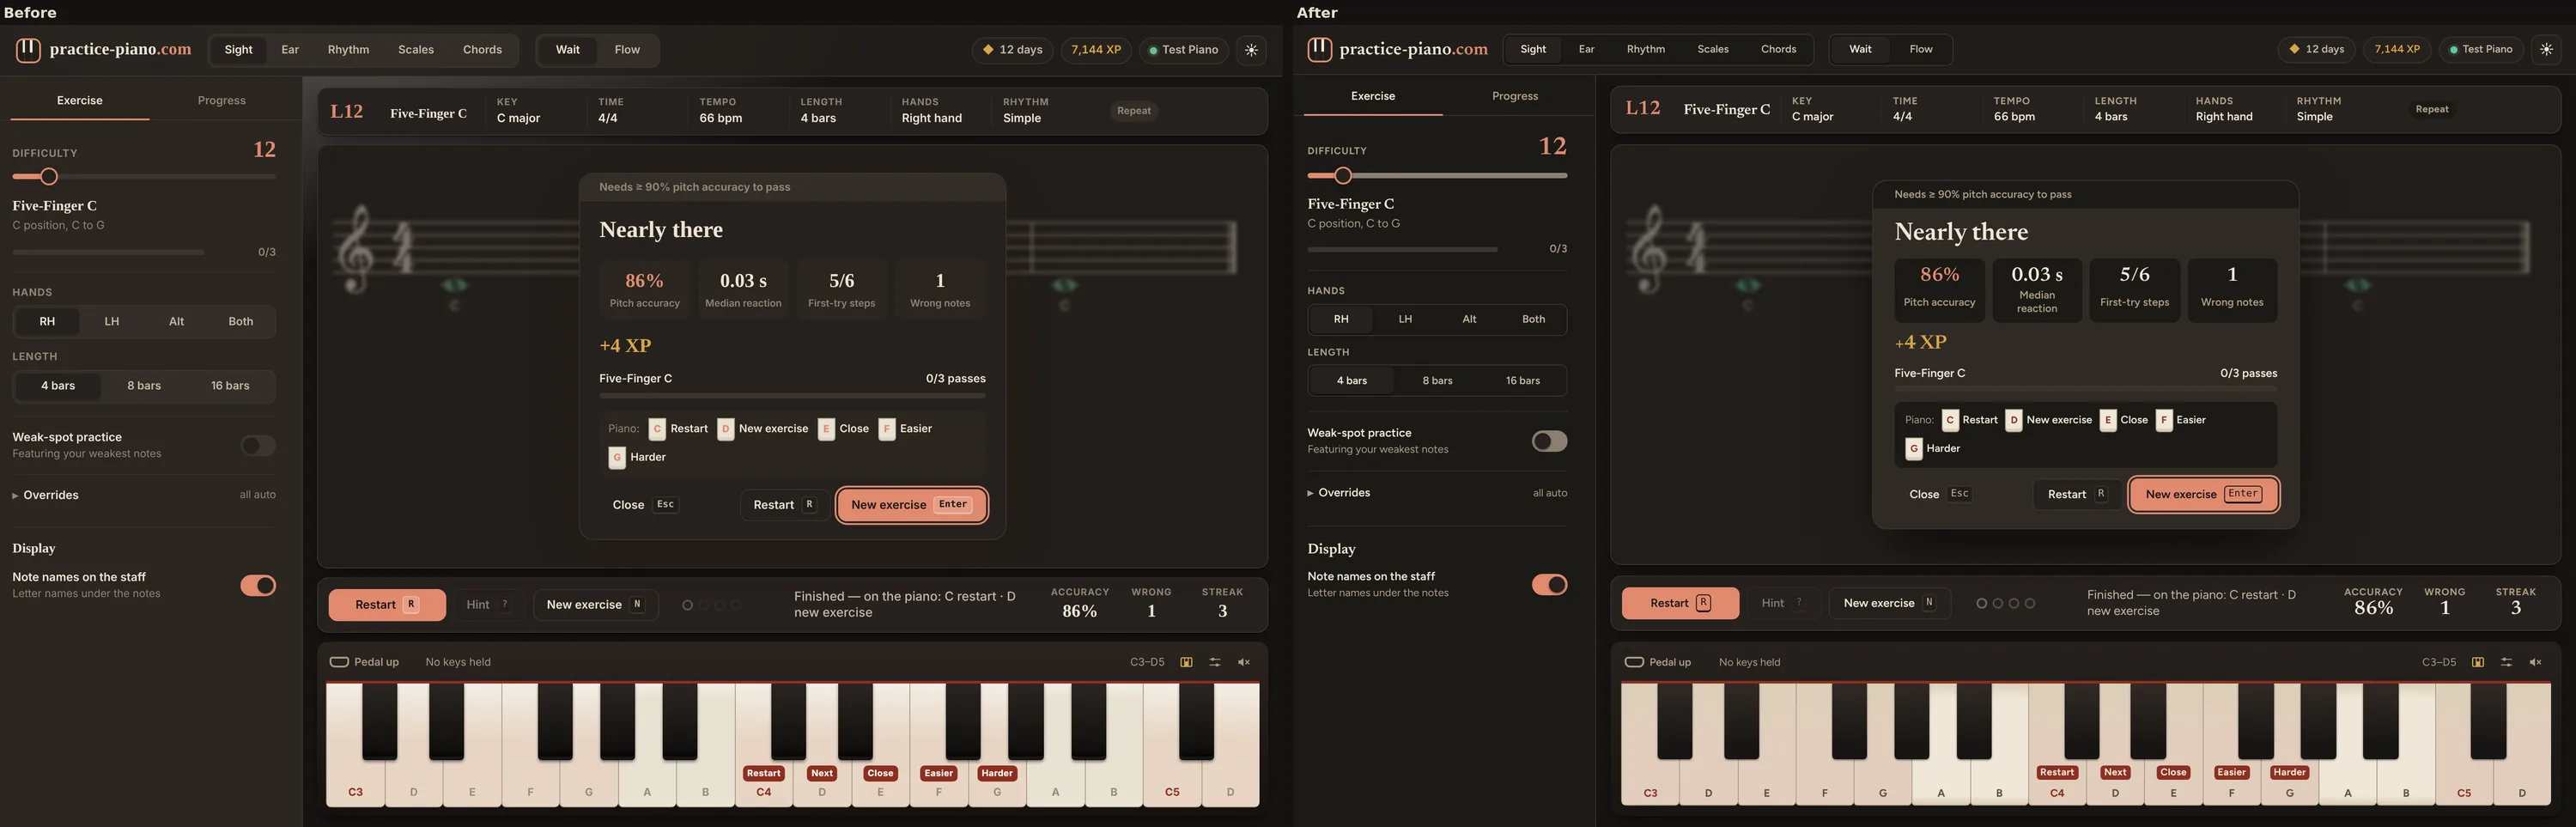 Before
practice-piano.com Sight Ear Rhythm Scales Chords Wait Flow 12 days 7,144 XP Test Piano
Exercise Progress
L12 Five-Finger C KEY C major TIME 4/4 TEMPO 66 bpm LENGTH 4 bars HANDS Right hand RHYTHM Simple Repeat
DIFFICULTY 12
Five-Finger C
C position, C to G
0/3
HANDS
RH LH Alt Both
LENGTH
4 bars 8 bars 16 bars
Weak-spot practice
Featuring your weakest notes
▸ Overrides all auto
Display
Note names on the staff
Letter names under the notes
Needs ≥ 90% pitch accuracy to pass
Nearly there
86% 0.03 s 5/6 1
Pitch accuracy Median reaction First-try steps Wrong notes
+4 XP
Five-Finger C 0/3 passes
Piano: C Restart D New exercise E Close F Easier
G Harder
Close Esc Restart R New exercise Enter
C C
Restart R Hint ? New exercise N
Finished — on the piano: C restart · D
new exercise
ACCURACY WRONG STREAK
86% 1 3
Pedal up No keys held C3–D5
Restart Next Close Easier Harder
C3 D E F G A B C4 D E F G A B C5 D
After
practice-piano.com Sight Ear Rhythm Scales Chords Wait Flow 12 days 7,144 XP Test Piano
Exercise Progress
L12 Five-Finger C KEY C major TIME 4/4 TEMPO 66 bpm LENGTH 4 bars HANDS Right hand RHYTHM Simple Repeat
DIFFICULTY 12
Five-Finger C
C position, C to G
0/3
HANDS
RH LH Alt Both
LENGTH
4 bars 8 bars 16 bars
Weak-spot practice
Featuring your weakest notes
▸ Overrides all auto
Display
Note names on the staff
Letter names under the notes
Needs ≥ 90% pitch accuracy to pass
Nearly there
86% 0.03 s 5/6 1
Pitch accuracy Median reaction First-try steps Wrong notes
+4 XP
Five-Finger C 0/3 passes
Piano: C Restart D New exercise E Close F Easier
G Harder
Close Esc Restart R New exercise Enter
C C
Restart R Hint ? New exercise N
Finished — on the piano: C restart · D
new exercise
ACCURACY WRONG STREAK
86% 1 3
Pedal up No keys held C3–D5
Restart Next Close Easier Harder
C3 D E F G A B C4 D E F G A B C5 D